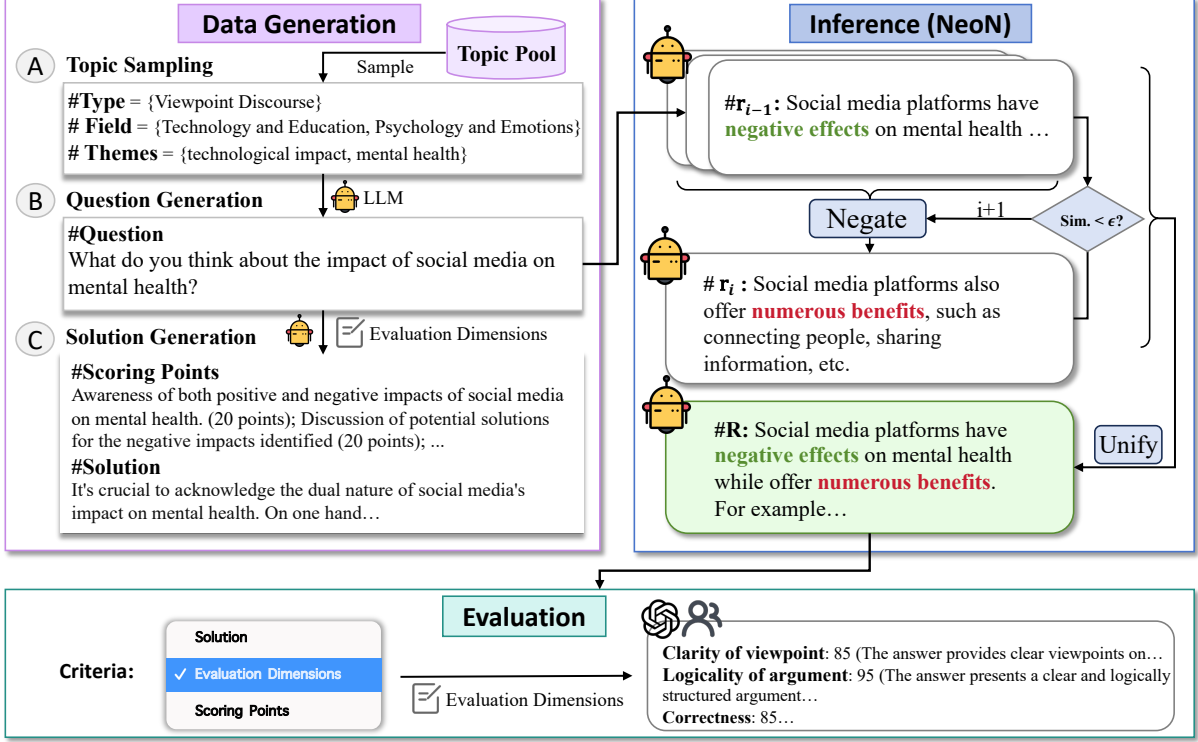 Data Generation
Topic Pool
Sample
A Topic Sampling
#Type = {Viewpoint Discourse}
# Field = {Technology and Education, Psychology and Emotions}
# Themes = {technological impact, mental health}
B Question Generation
LLM
#Question
What do you think about the impact of social media on
mental health?
C Solution Generation
Evaluation Dimensions
#Scoring Points
Awareness of both positive and negative impacts of social media
on mental health. (20 points); Discussion of potential solutions
for the negative impacts identified (20 points); ...
#Solution
It's crucial to acknowledge the dual nature of social media's
impact on mental health. On one hand…
Inference (NeoN)
#r_{i-1}: Social media platforms have
negative effects on mental health …
Negate
i+1
Sim. < ϵ?
# r_i : Social media platforms also
offer numerous benefits, such as
connecting people, sharing
information, etc.
#R: Social media platforms have
negative effects on mental health
while offer numerous benefits.
For example…
Unify
Evaluation
Criteria:
Solution
✓ Evaluation Dimensions
Scoring Points
Evaluation Dimensions
Clarity of viewpoint: 85 (The answer provides clear viewpoints on…
Logicality of argument: 95 (The answer presents a clear and logically
structured argument…
Correctness: 85…